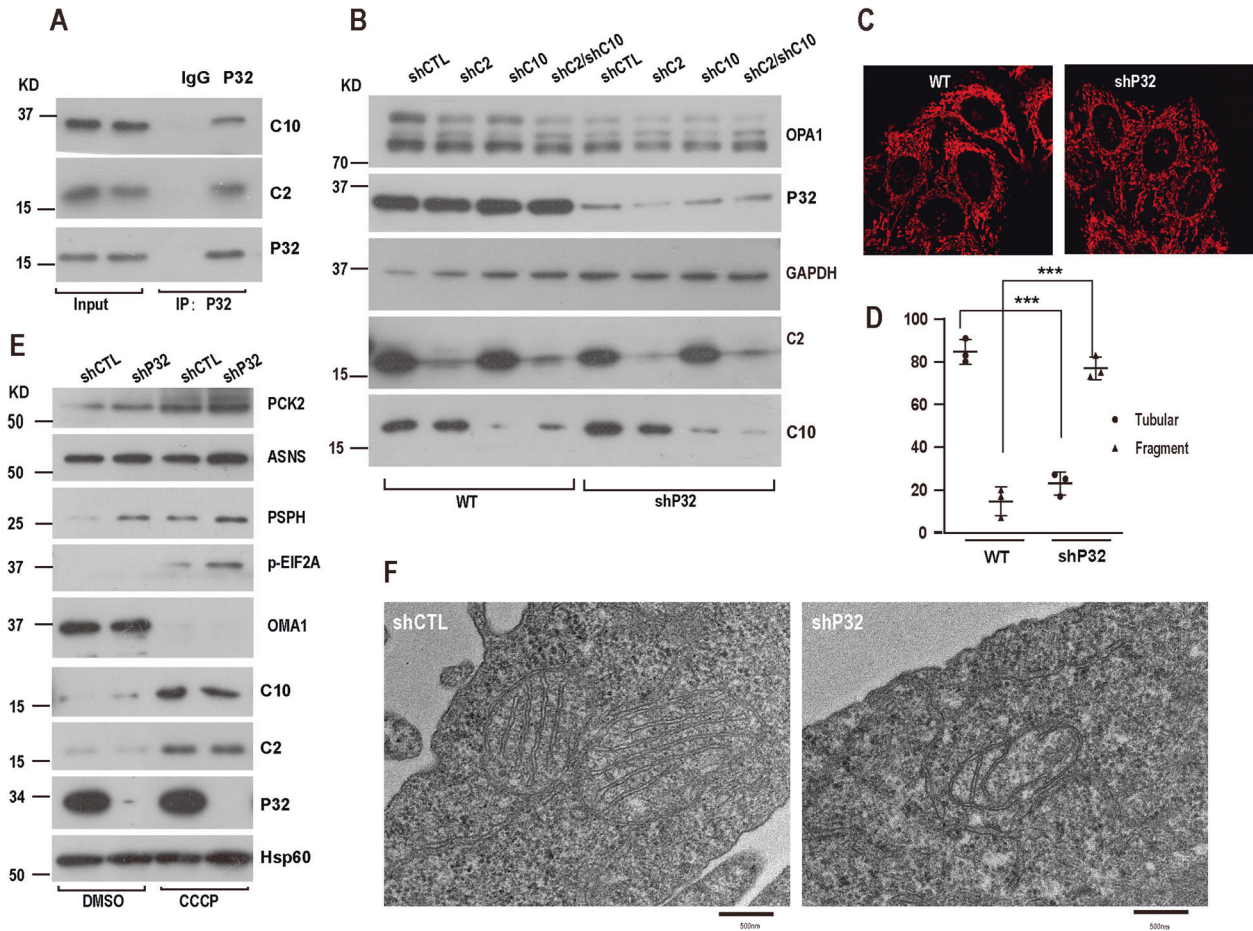 A
IgG P32
KD
37
C10
C2
15
P32
15
Input
IP: P32
B
shCTL shC2 shC10 shC2/shC10 shCTL shC2 shC10 shC2/shC10
KD
OPA1
70
37
P32
37
GAPDH
C2
15
C10
15
WT
shP32
C
WT
shP32
D
***
***
100
80
60
40
20
0
Tubular
Fragment
WT
shP32
E
shCTL shP32 shCTL shP32
KD
PCK2
50
ASNS
50
PSPH
25
p-EIF2A
37
OMA1
37
C10
15
C2
15
34
P32
Hsp60
50
DMSO
CCCP
F
shCTL
shP32
500nm
500nm